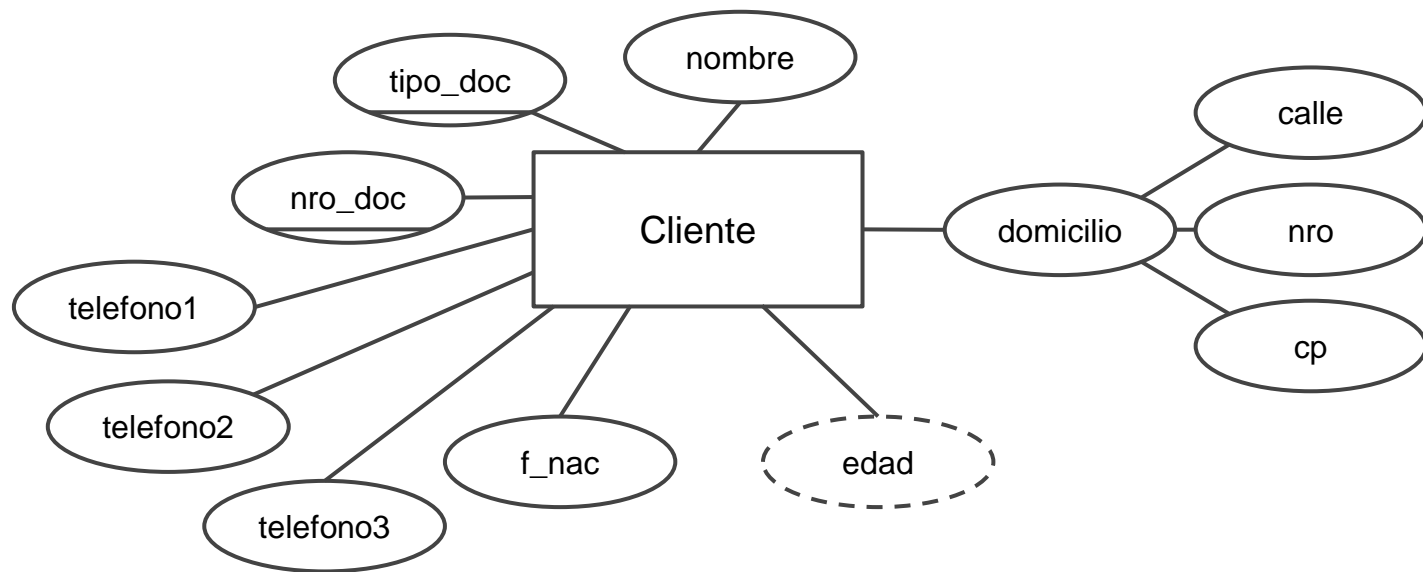 nombre
tipo_doc
calle
nro_doc
Cliente
domicilio
nro
telefono1
cp
telefono2
f_nac
edad
telefono3